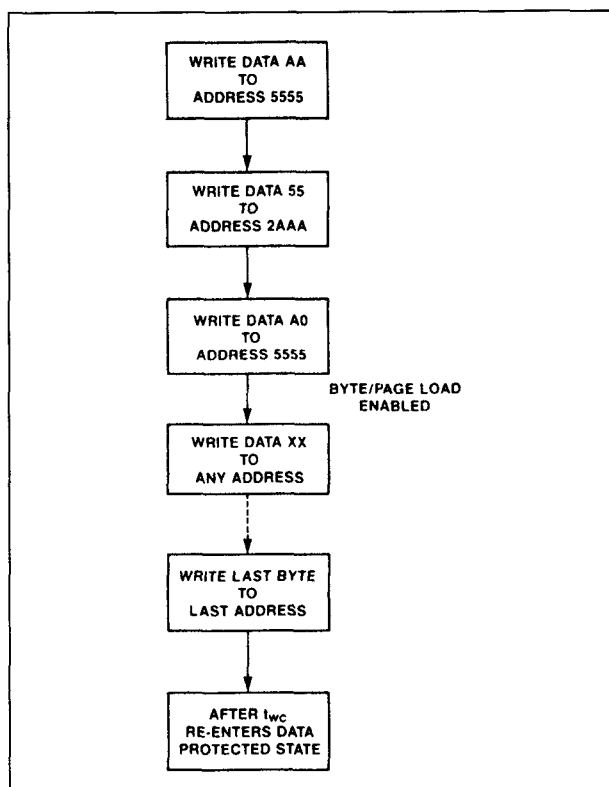 WRITE DATA AA
TO
ADDRESS 5555
WRITE DATA 55
TO
ADDRESS 2AAA
WRITE DATA A0
TO
ADDRESS 5555
BYTE/PAGE LOAD
ENABLED
WRITE DATA XX
TO
ANY ADDRESS
WRITE LAST BYTE
TO
LAST ADDRESS
AFTER tWC
RE-ENTERS DATA
PROTECTED STATE